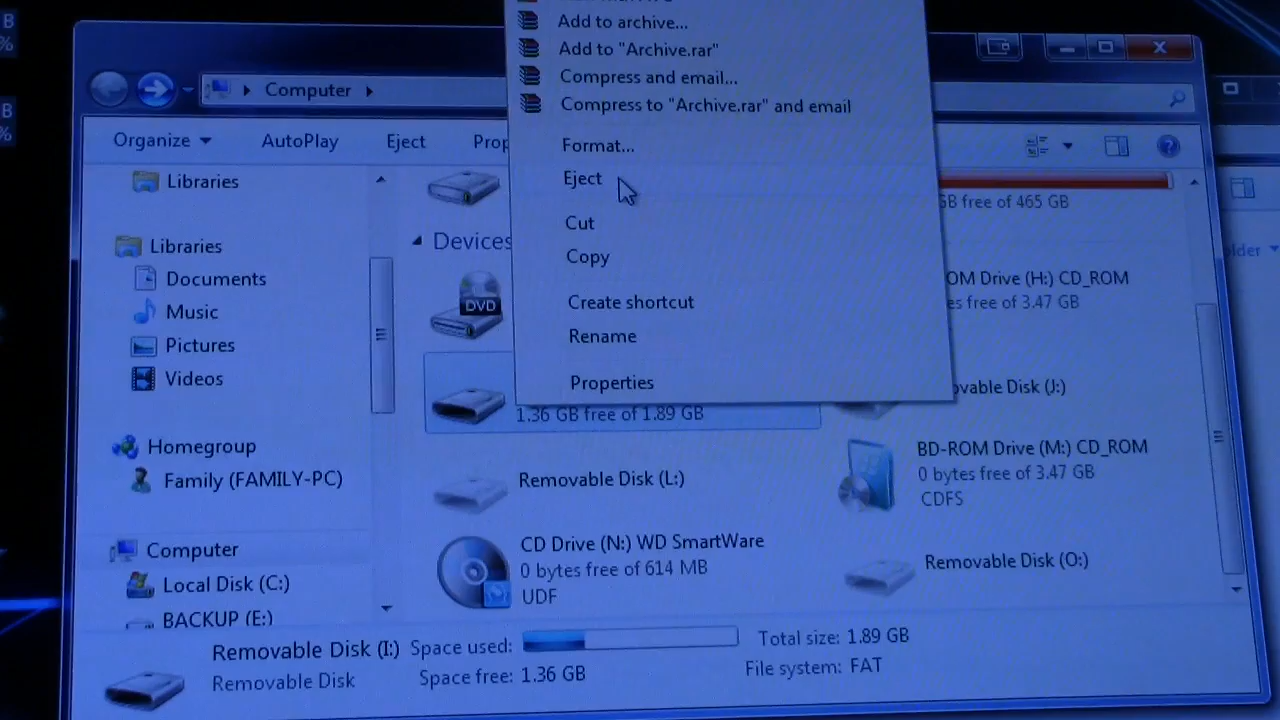 B
%
B
%
Add to archive...
Add to "Archive.rar"
Compress and email...
Compress to "Archive.rar" and email
Format...
Eject
Cut
Copy
Create shortcut
Rename
Properties
Computer
Organize
AutoPlay
Eject
Prop
Libraries
Libraries
Documents
Music
Pictures
Videos
Homegroup
Family (FAMILY-PC)
Computer
Local Disk (C:)
BACKUP (E:)
GB free of 465 GB
Devices
DVD
OM Drive (H:) CD_ROM
es free of 3.47 GB
1.36 GB free of 1.89 GB
ovable Disk (J:)
Removable Disk (L:)
BD-ROM Drive (M:) CD_ROM
0 bytes free of 3.47 GB
CDFS
CD Drive (N:) WD SmartWare
0 bytes free of 614 MB
UDF
Removable Disk (O:)
older
Removable Disk (I:) Space used:
Total size: 1.89 GB
Removable Disk
Space free: 1.36 GB
File system: FAT